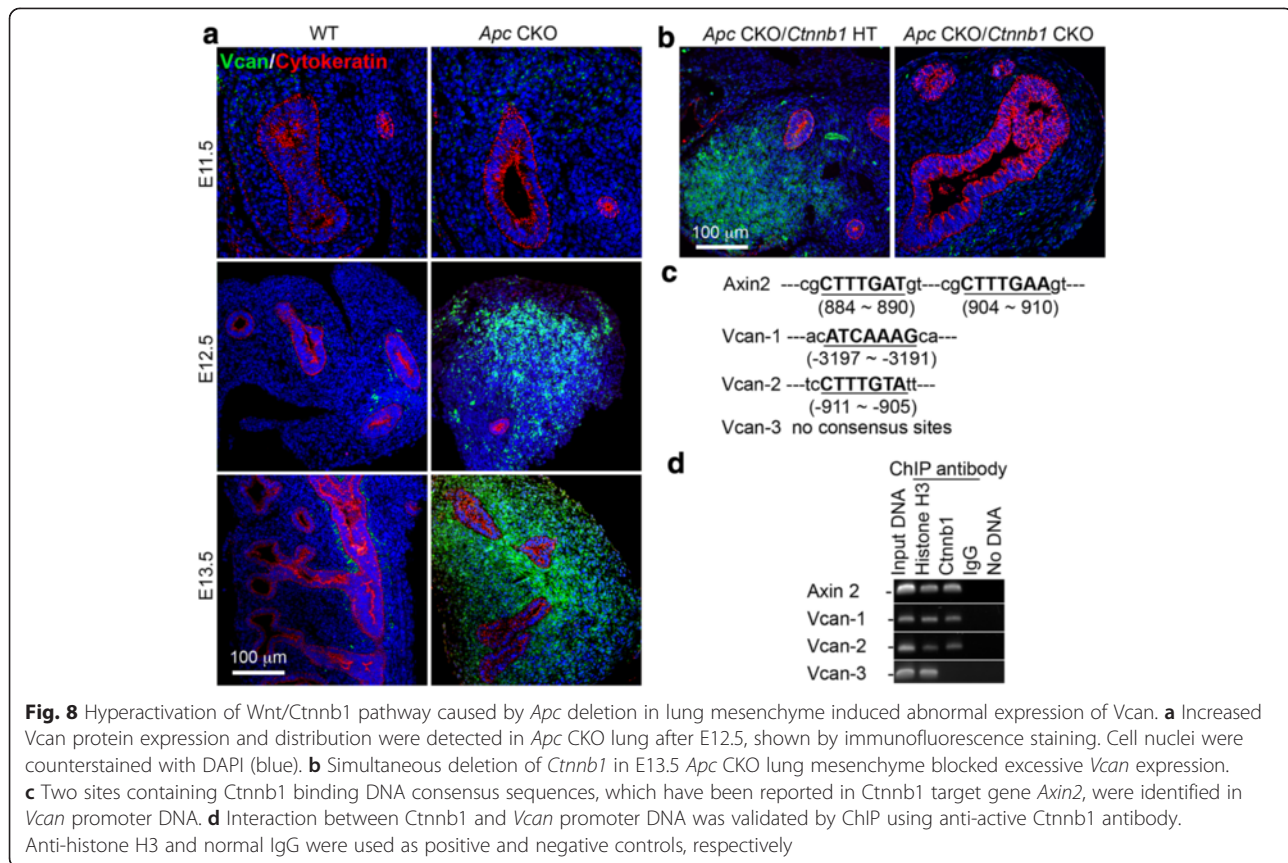 a
WT
Apc CKO
Vcan/Cytokeratin
E11.5
E12.5
E13.5
100 µm
b
Apc CKO/Ctnnb1 HT
Apc CKO/Ctnnb1 CKO
100 µm
c
Axin2 ---cgCTTTGATgt---cgCTTTGAAgt---
(884 ~ 890) (904 ~ 910)
Vcan-1 ---acATCAAAGca---
(-3197 ~ -3191)
Vcan-2 ---tcCTTTGTAtt---
(-911 ~ -905)
Vcan-3 no consensus sites
d
ChIP antibody
Input DNA
Histone H3
Ctnnb1
IgG
No DNA
Axin 2 -
Vcan-1 -
Vcan-2 -
Vcan-3 -
Fig. 8 Hyperactivation of Wnt/Ctnnb1 pathway caused by Apc deletion in lung mesenchyme induced abnormal expression of Vcan. a Increased
Vcan protein expression and distribution were detected in Apc CKO lung after E12.5, shown by immunofluorescence staining. Cell nuclei were
counterstained with DAPI (blue). b Simultaneous deletion of Ctnnb1 in E13.5 Apc CKO lung mesenchyme blocked excessive Vcan expression.
c Two sites containing Ctnnb1 binding DNA consensus sequences, which have been reported in Ctnnb1 target gene Axin2, were identified in
Vcan promoter DNA. d Interaction between Ctnnb1 and Vcan promoter DNA was validated by ChIP using anti-active Ctnnb1 antibody.
Anti-histone H3 and normal IgG were used as positive and negative controls, respectively